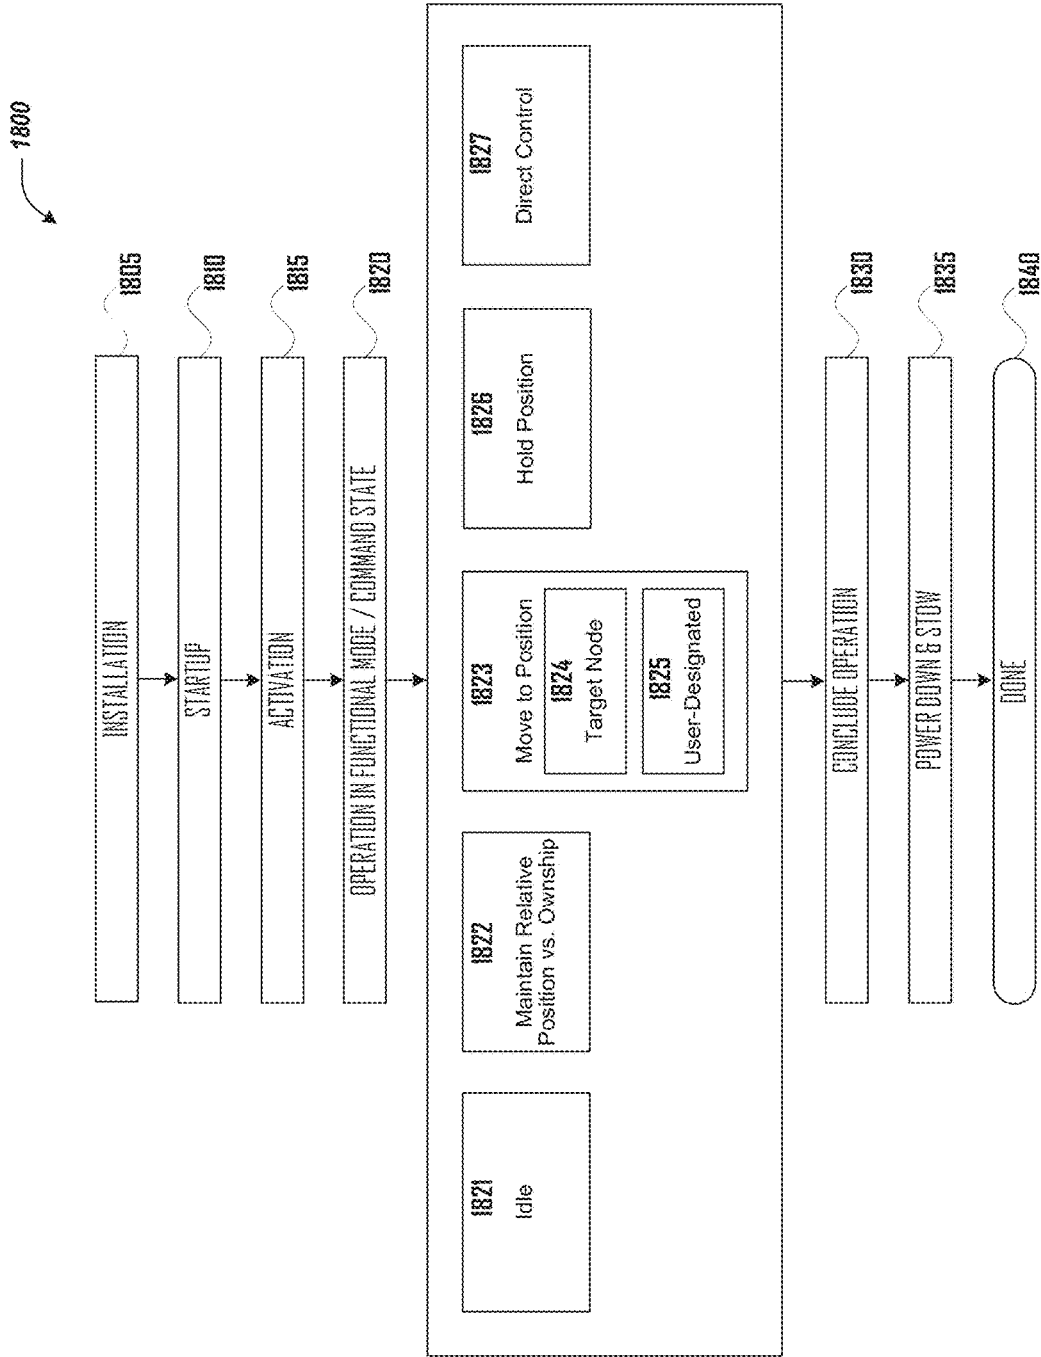 1800
INSTALLATION
1805
STARTUP
1810
ACTIVATION
1815
OPERATION IN FUNCTIONAL MODE / COMMAND STATE
1820
1821
Idle
1822
Maintain Relative
Position vs. Ownship
1823
Move to Position
1824
Target Node
1825
User-Designated
1826
Hold Position
1827
Direct Control
CONCLUDE OPERATION
1830
POWER DOWN & STOW
1835
DONE
1840